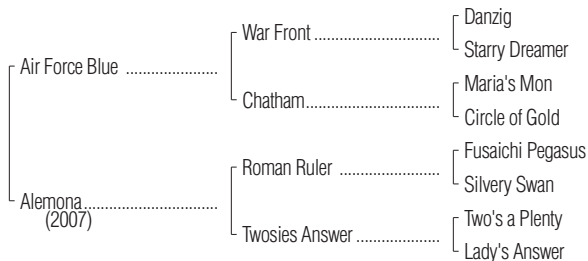 Danzig
War Front
Starry Dreamer
Air Force Blue
Maria's Mon
Chatham
Circle of Gold
Fusaichi Pegasus
Roman Ruler
Silvery Swan
Alemona
(2007)
Two's a Plenty
Twosies Answer
Lady's Answer